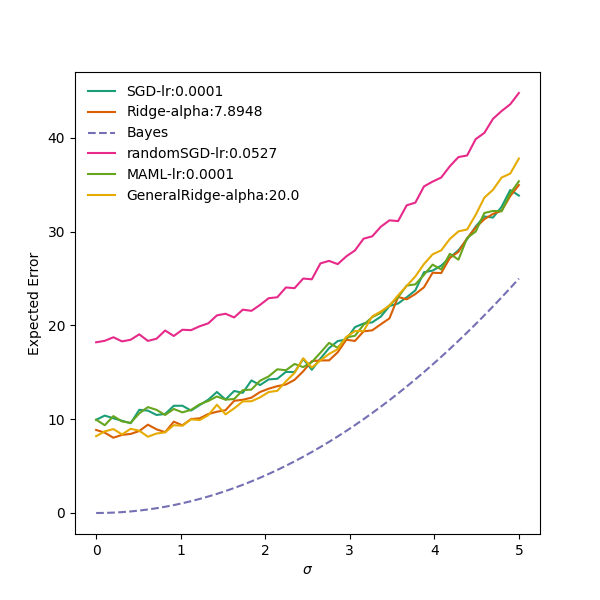 SGD-lr:0.0001
Ridge-alpha:7.8948
Bayes
randomSGD-lr:0.0527
MAML-lr:0.0001
GeneralRidge-alpha:20.0
Expected Error
40
30
20
10
0
0 1 2 3 4 5
σ